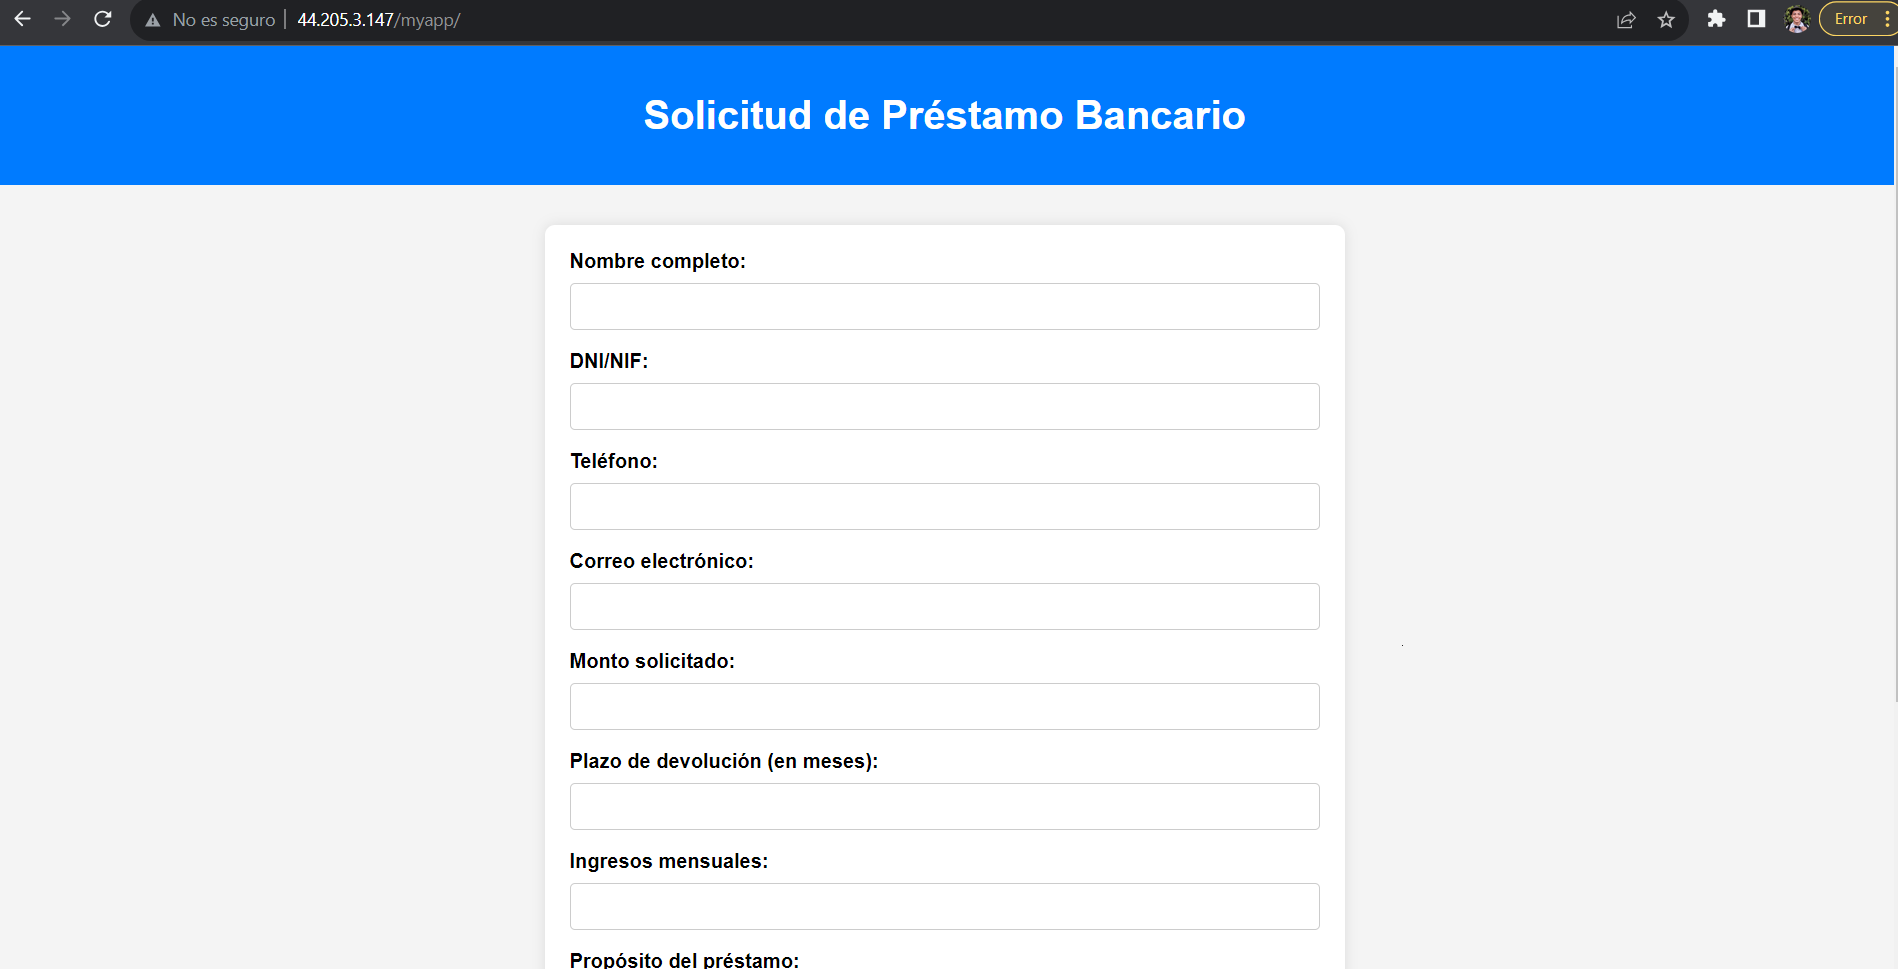 No es seguro | 44.205.3.147/myapp/
Error
Solicitud de Préstamo Bancario
Nombre completo:
DNI/NIF:
Teléfono:
Correo electrónico:
Monto solicitado:
Plazo de devolución (en meses):
Ingresos mensuales:
Propósito del préstamo: